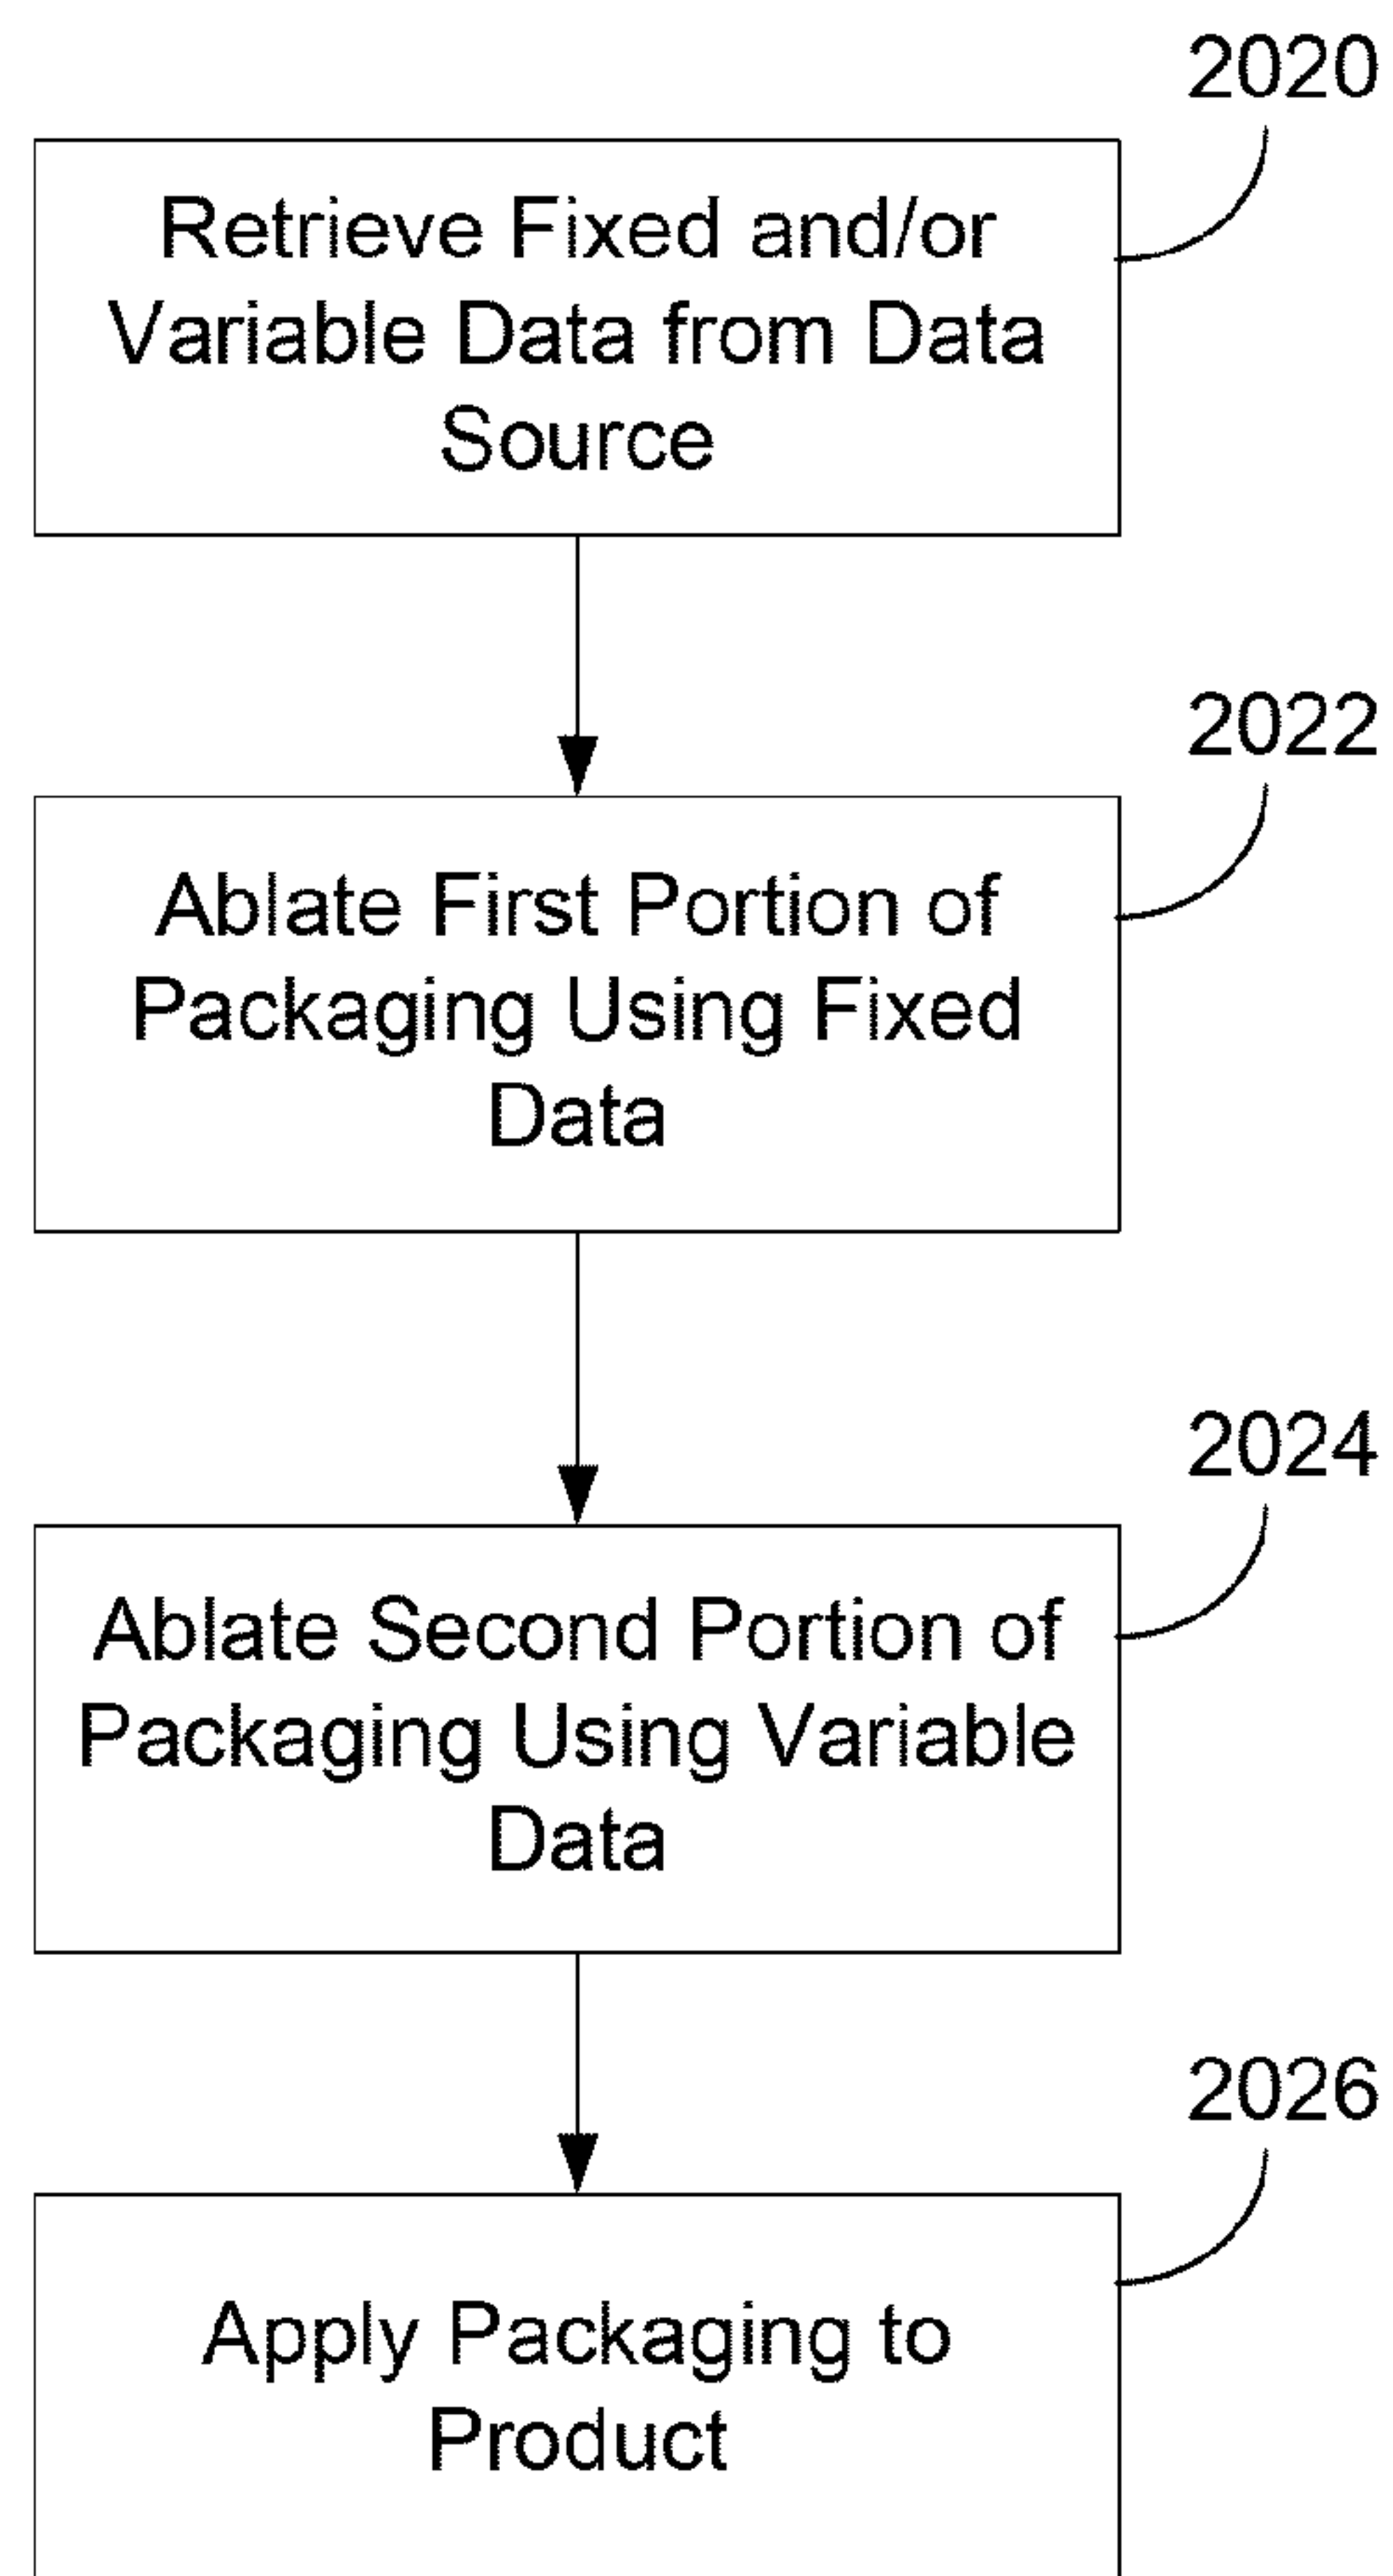 2020
Retrieve Fixed and/or
Variable Data from Data
Source
2022
Ablate First Portion of
Packaging Using Fixed
Data
2024
Ablate Second Portion of
Packaging Using Variable
Data
2026
Apply Packaging to
Product